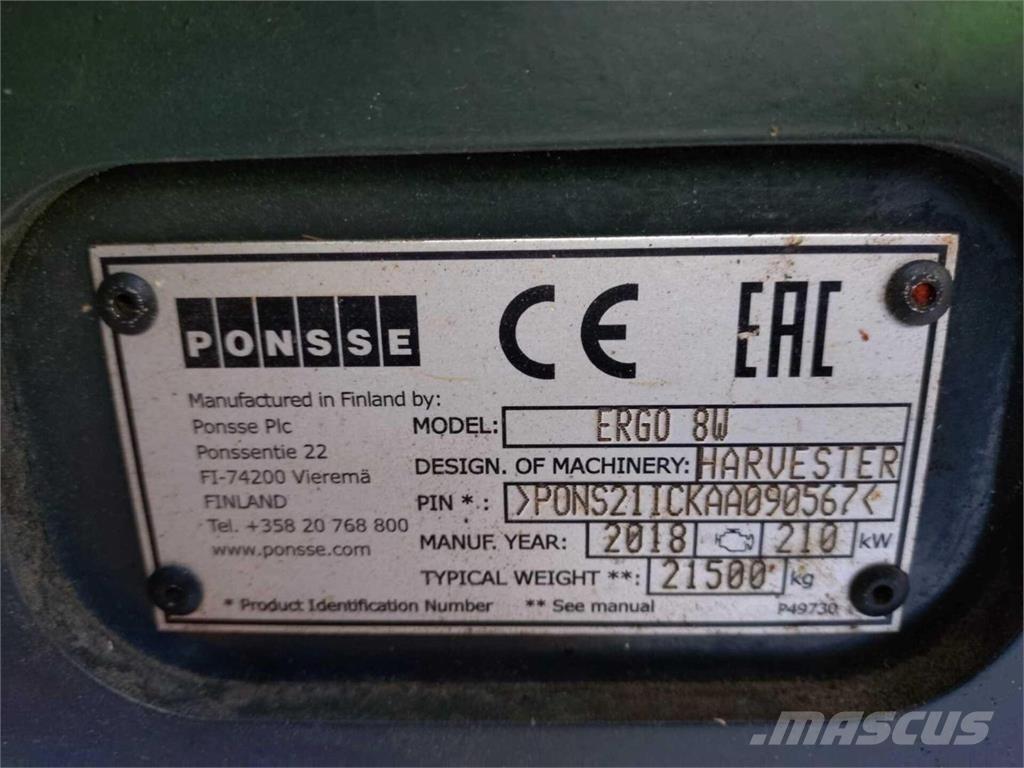 PONSSE
CE EAC
Manufactured in Finland by:
Ponsse Plc
Ponssentie 22
FI-74200 Vieremä
FINLAND
Tel. +358 20 768 800
www.ponsse.com
MODEL: ERGO 8W
DESIGN. OF MACHINERY: HARVESTER
PIN *.: >PONS21ICKAA090567<
MANUF. YEAR: 2018 210 kW
TYPICAL WEIGHT **: 21500 kg
* Product Identification Number ** See manual P49730
MASCUS